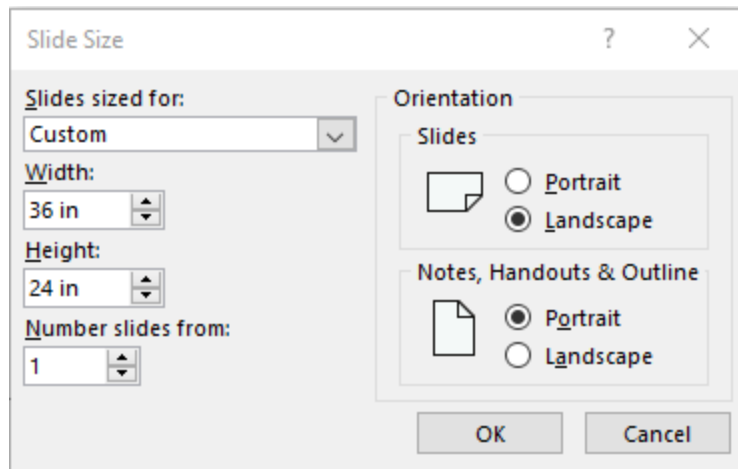 Slide Size
Slides sized for:
Custom
Width:
36 in
Height:
24 in
Number slides from:
1
Orientation
Slides
Portrait
Landscape
Notes, Handouts & Outline
Portrait
Landscape
OK
Cancel